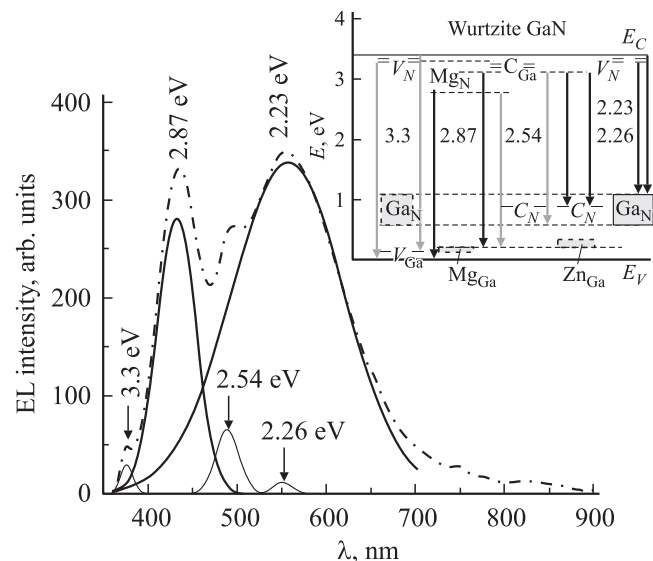 Wurtzite GaN
E_C
E_V
E, eV
4
3
2
1
0
=V_N=
=C_Ga=
V_N=
Mg_N
3.3
2.87
2.54
2.23
2.26
Ga_N
C_N
C_N
Ga_N
V_Ga
Mg_Ga
Zn_Ga
EL intensity, arb. units
400
300
200
100
0
3.3 eV
2.87 eV
2.23 eV
2.54 eV
2.26 eV
400 500 600 700 800 900
λ, nm